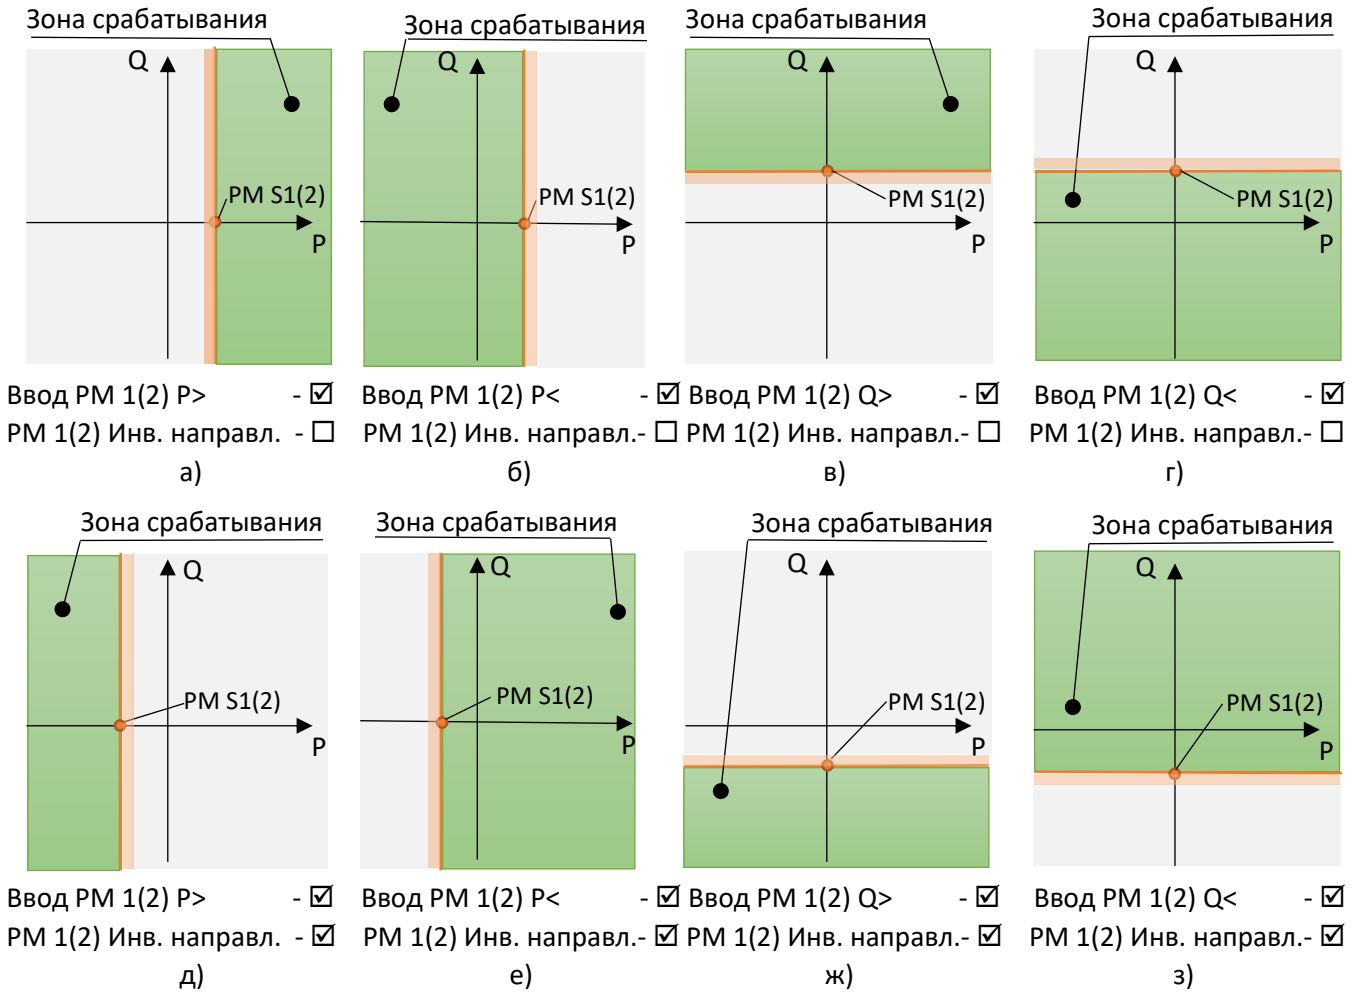 Зона срабатывания
Q
РМ S1(2)
P
Ввод РМ 1(2) P> - ☑
РМ 1(2) Инв. направл. - ☐
а)
Зона срабатывания
Q
РМ S1(2)
P
Ввод РМ 1(2) P< - ☑
РМ 1(2) Инв. направл.- ☐
б)
Зона срабатывания
Q
РМ S1(2)
P
Ввод РМ 1(2) Q> - ☑
РМ 1(2) Инв. направл.- ☐
в)
Зона срабатывания
Q
РМ S1(2)
P
Ввод РМ 1(2) Q< - ☑
РМ 1(2) Инв. направл.- ☐
г)
Зона срабатывания
Q
РМ S1(2)
P
Ввод РМ 1(2) P> - ☑
РМ 1(2) Инв. направл. - ☑
д)
Зона срабатывания
Q
РМ S1(2)
P
Ввод РМ 1(2) P< - ☑
РМ 1(2) Инв. направл.- ☑
е)
Зона срабатывания
Q
РМ S1(2)
P
Ввод РМ 1(2) Q> - ☑
РМ 1(2) Инв. направл.- ☑
ж)
Зона срабатывания
Q
РМ S1(2)
P
Ввод РМ 1(2) Q< - ☑
РМ 1(2) Инв. направл.- ☑
з)